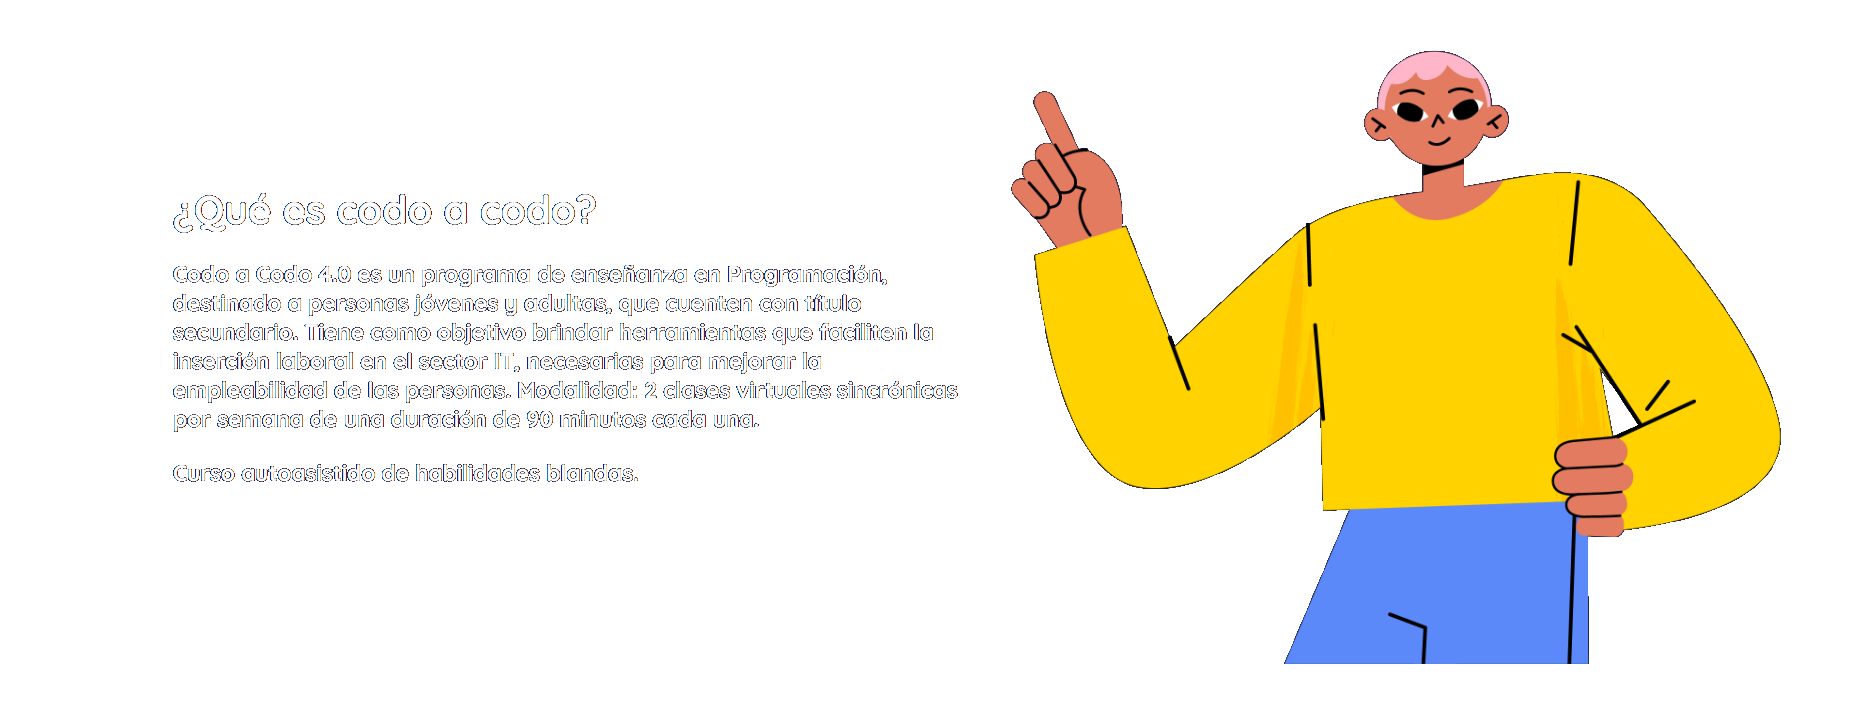 ¿Qué es codo a codo?
Codo a Codo 4.0 es un programa de enseñanza en Programación,
destinado a personas jóvenes y adultas, que cuenten con título
secundario. Tiene como objetivo brindar herramientas que faciliten la
inserción laboral en el sector IT, necesarias para mejorar la
empleabilidad de las personas. Modalidad: 2 clases virtuales sincrónicas
por semana de una duración de 90 minutos cada una.
Curso autoasistido de habilidades blandas.